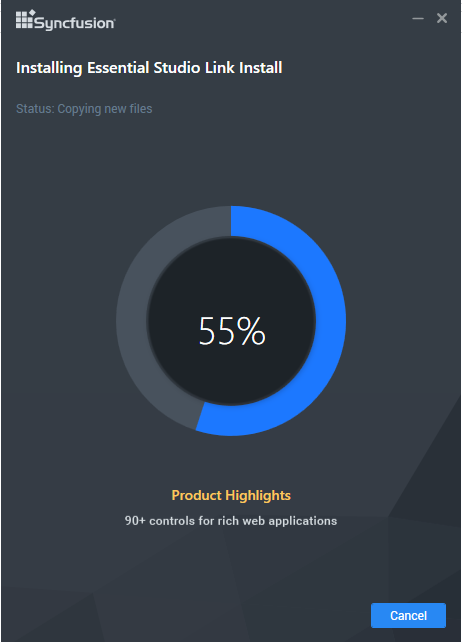 Syncfusion®
Installing Essential Studio Link Install
Status: Copying new files
55%
Product Highlights
90+ controls for rich web applications
Cancel